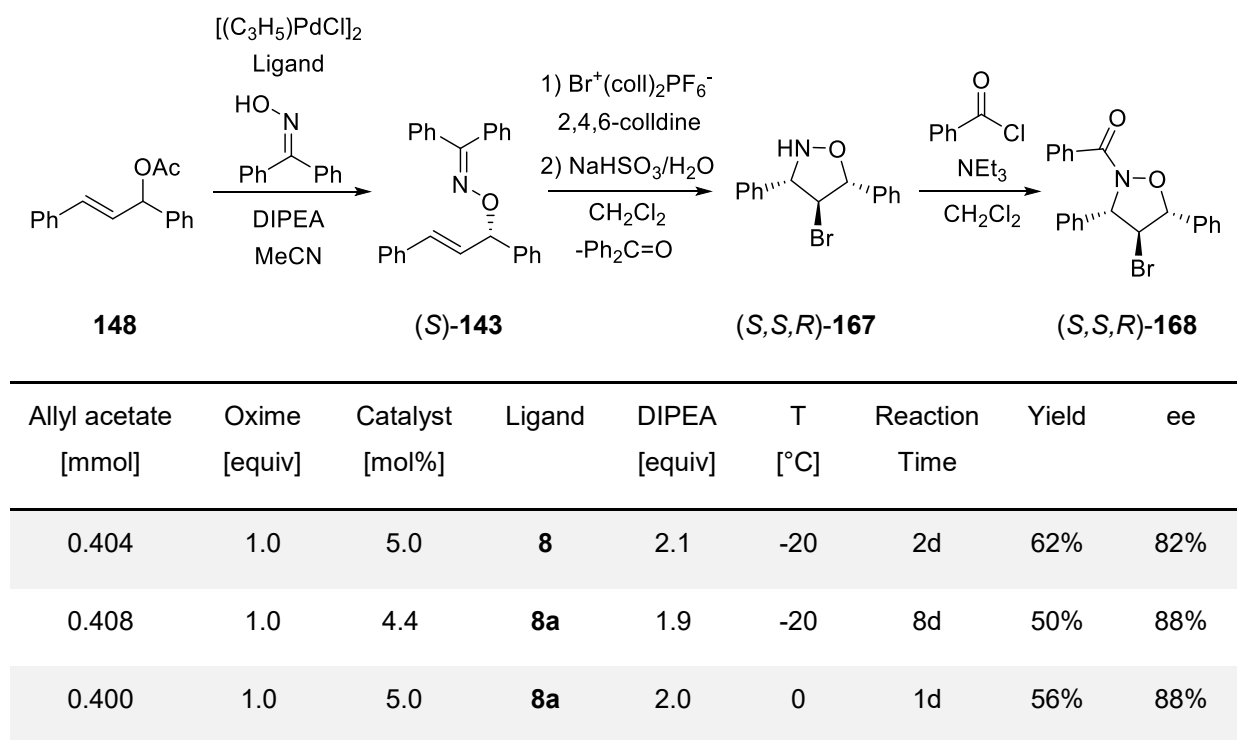 [(C3H5)PdCl]2
Ligand
HO
N
Ph Ph
OAc
Ph Ph
DIPEA
MeCN
Ph Ph
N
O
Ph Ph
1) Br+(coll)2PF6-
2,4,6-colldine
2) NaHSO3/H2O
CH2Cl2
-Ph2C=O
HN O
Ph Ph
Br
O
Ph Cl
NEt3
CH2Cl2
O
Ph
N O
Ph Ph
Br
148 (S)-143 (S,S,R)-167 (S,S,R)-168
Allyl acetate Oxime Catalyst Ligand DIPEA T Reaction Yield ee
[mmol] [equiv] [mol%] [equiv] [°C] Time
0.404 1.0 5.0 8 2.1 -20 2d 62% 82%
0.408 1.0 4.4 8a 1.9 -20 8d 50% 88%
0.400 1.0 5.0 8a 2.0 0 1d 56% 88%